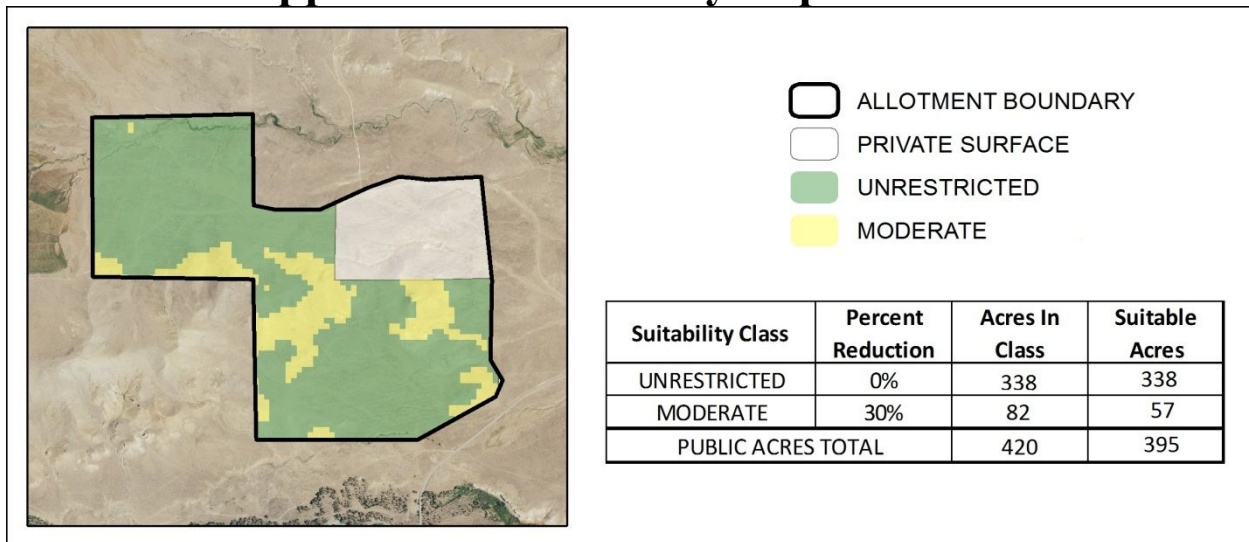 ALLOTMENT BOUNDARY
PRIVATE SURFACE
UNRESTRICTED
MODERATE
Suitability Class Percent Reduction Acres In Class Suitable Acres
UNRESTRICTED 0% 338 338
MODERATE 30% 82 57
PUBLIC ACRES TOTAL 420 395